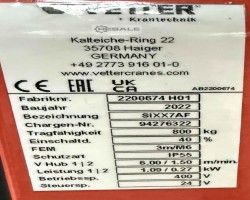 VETTER
Krantechnik
Kalteiche-Ring 22
35708 Haiger
GERMANY
+49 2773 916 01-0
www.vettercranes.com
CE EAC UK CA AB2200674
Fabriknr. 2200674 H01
Baujahr 2022
Bezeichnung SIXX7AF
Chargen-Nr. 94276322
Tragfähigkeit 800 kg
Einschaltd. 40 %
FEM 3m/M6
Schutzart IP55
V Hub 1 | 2 6.00 / 1.50 m/min.
Leistung 1 | 2 1.09 / 0.27 kW
Betriebssp. 400 V
Steuersp. 24 V